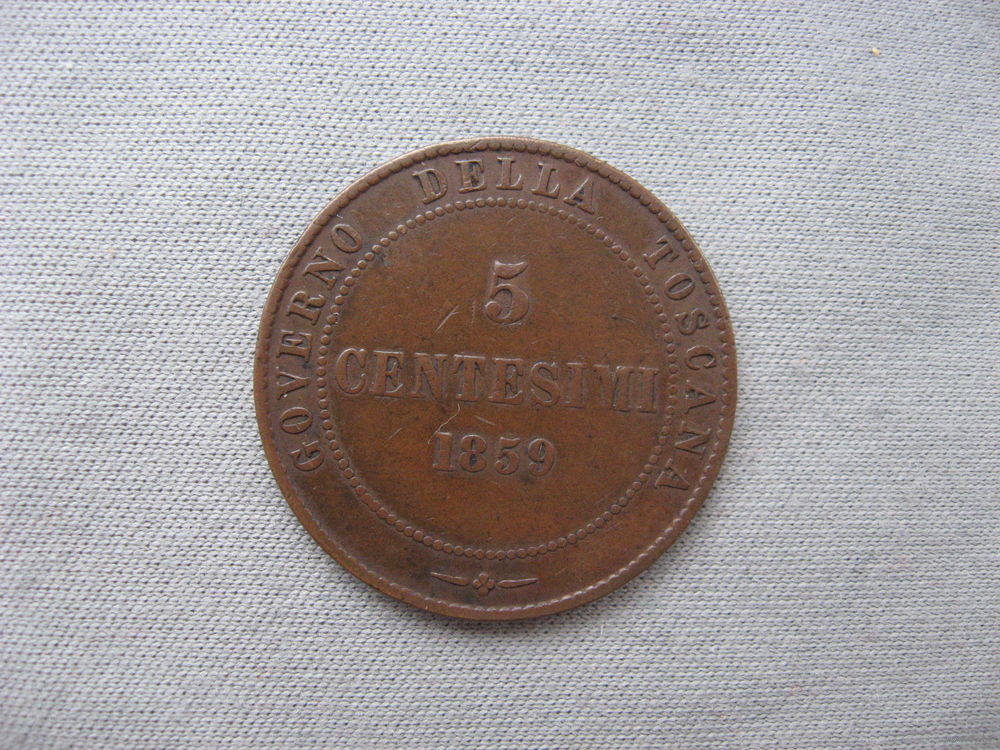 GOVERNO DELLA TOSCANA
5
CENTESIMI
1859